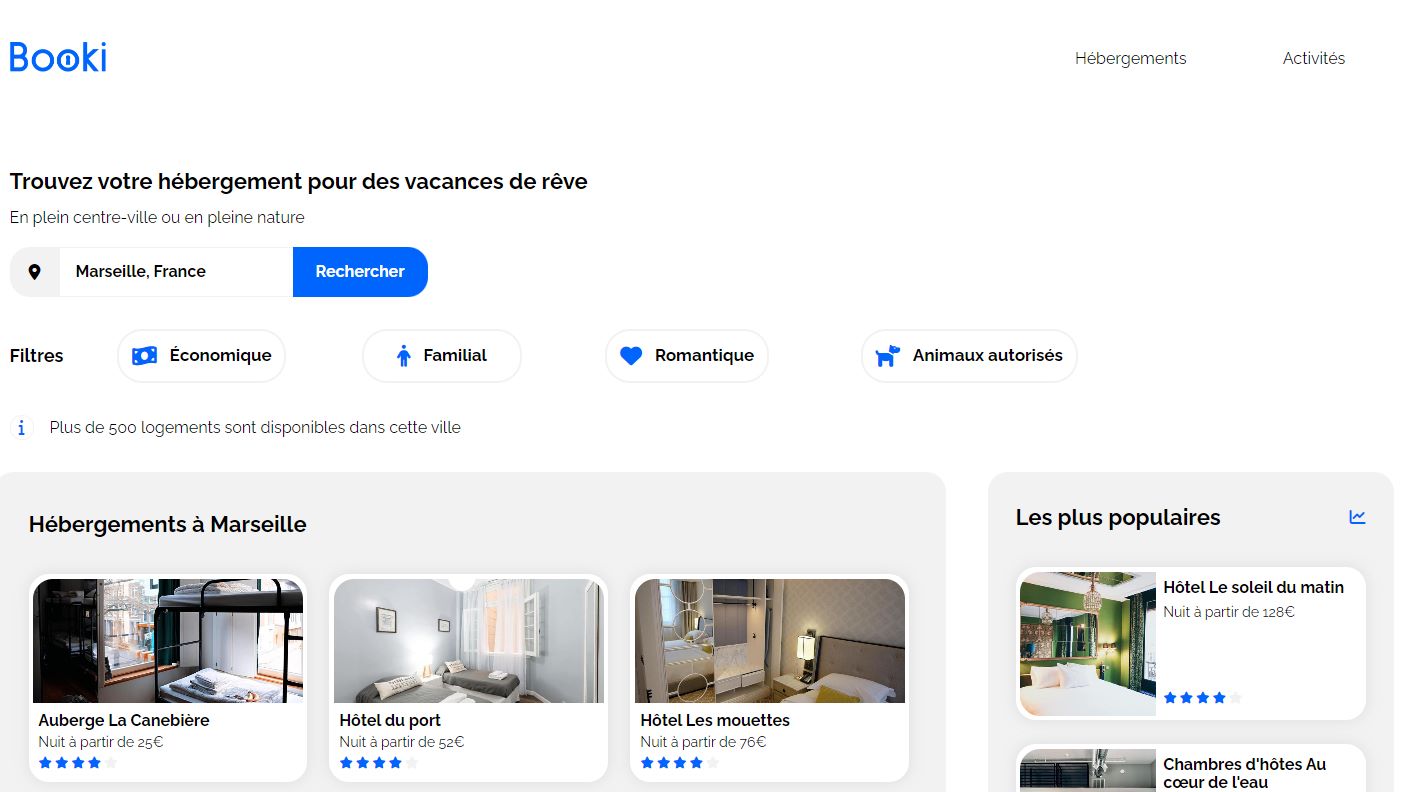 Booki
Hébergements
Activités
Trouvez votre hébergement pour des vacances de rêve
En plein centre-ville ou en pleine nature
Marseille, France
Rechercher
Filtres
Économique
Familial
Romantique
Animaux autorisés
Plus de 500 logements sont disponibles dans cette ville
Hébergements à Marseille
Auberge La Canebière
Nuit à partir de 25€
Hôtel du port
Nuit à partir de 52€
Hôtel Les mouettes
Nuit à partir de 76€
Les plus populaires
Hôtel Le soleil du matin
Nuit à partir de 128€
Chambres d'hôtes Au
cœur de l'eau